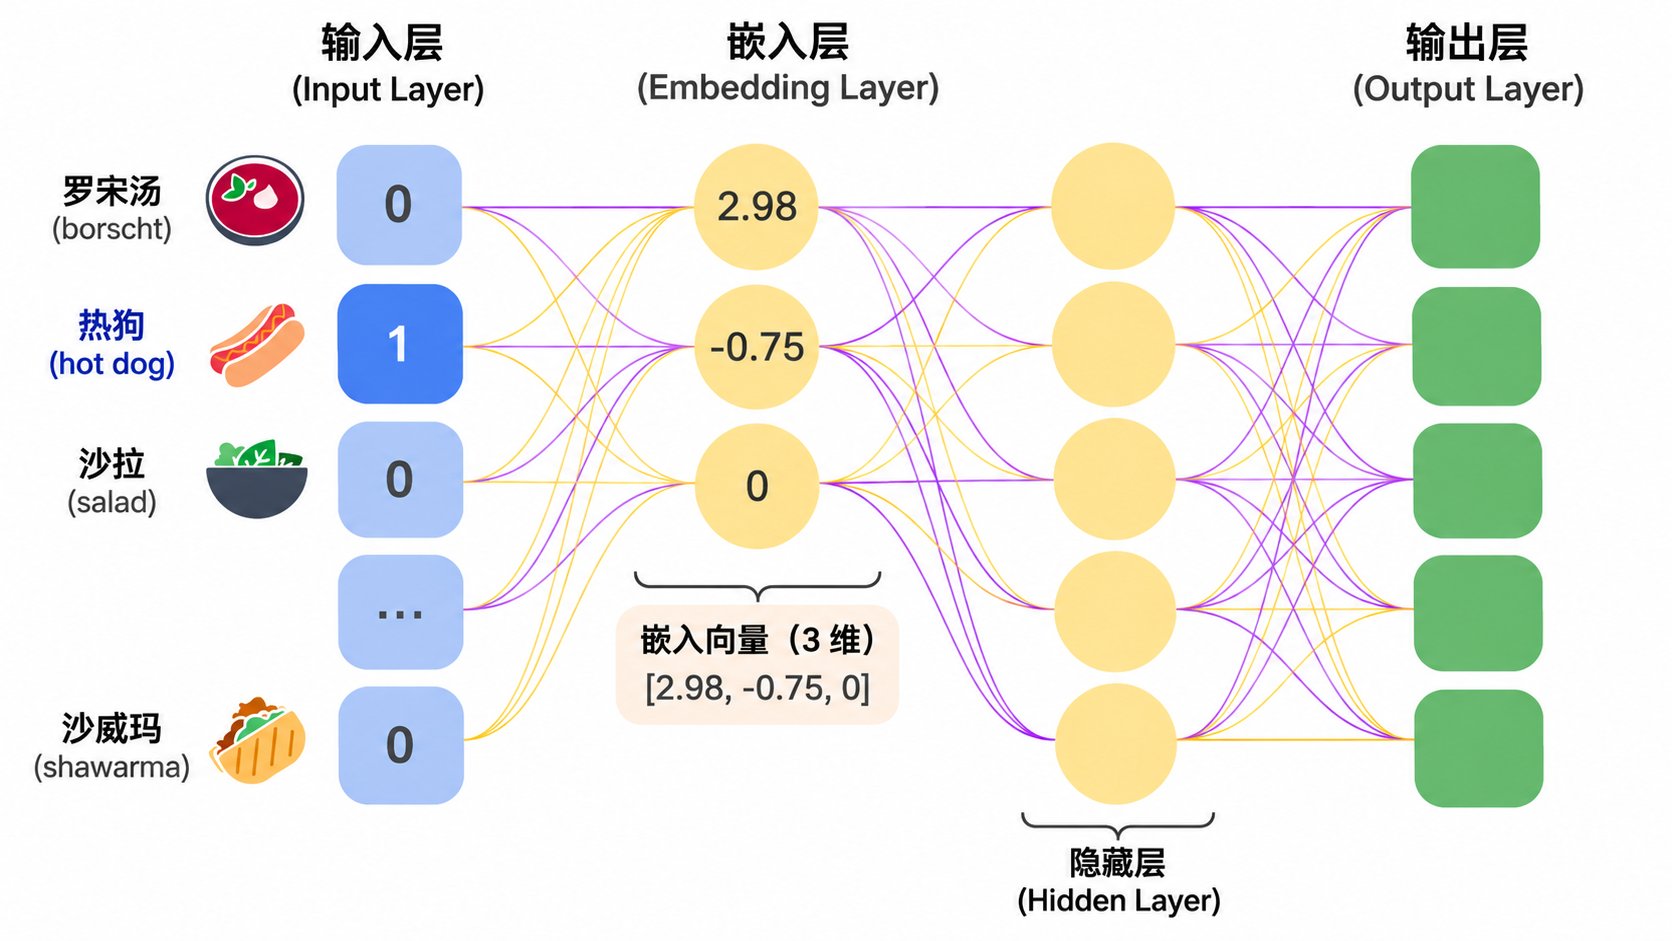 输入层
(Input Layer)
嵌入层
(Embedding Layer)
输出层
(Output Layer)
罗宋汤
(borscht)
0
2.98
热狗
(hot dog)
1
-0.75
沙拉
(salad)
0
0
...
嵌入向量（3 维）
[2.98, -0.75, 0]
沙威玛
(shawarma)
0
隐藏层
(Hidden Layer)